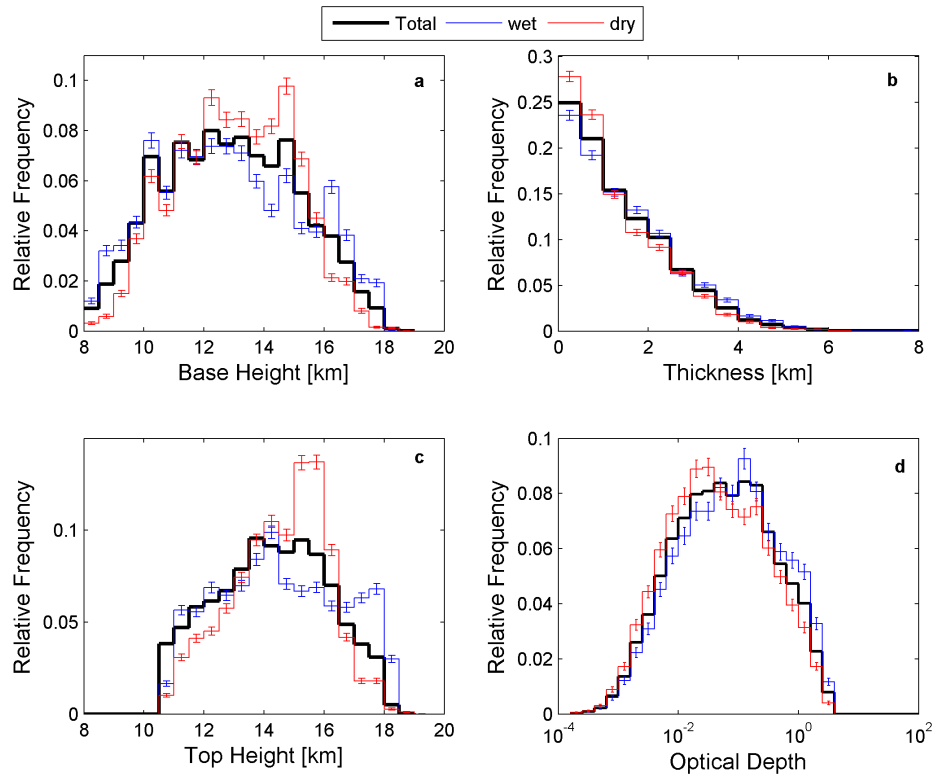 Total wet dry
a
Relative Frequency
0.1
0.08
0.06
0.04
0.02
0
8 10 12 14 16 18 20
Base Height [km]
b
Relative Frequency
0.3
0.25
0.2
0.15
0.1
0.05
0
0 2 4 6 8
Thickness [km]
c
Relative Frequency
0.1
0.05
0
8 10 12 14 16 18 20
Top Height [km]
d
Relative Frequency
0.1
0.08
0.06
0.04
0.02
0
10⁻⁴ 10⁻² 10⁰ 10²
Optical Depth